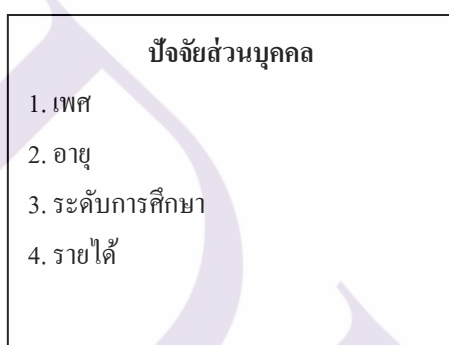 ปัจจัยส่วนบุคคล
1. เพศ
2. อายุ
3. ระดับการศึกษา
4. รายได้